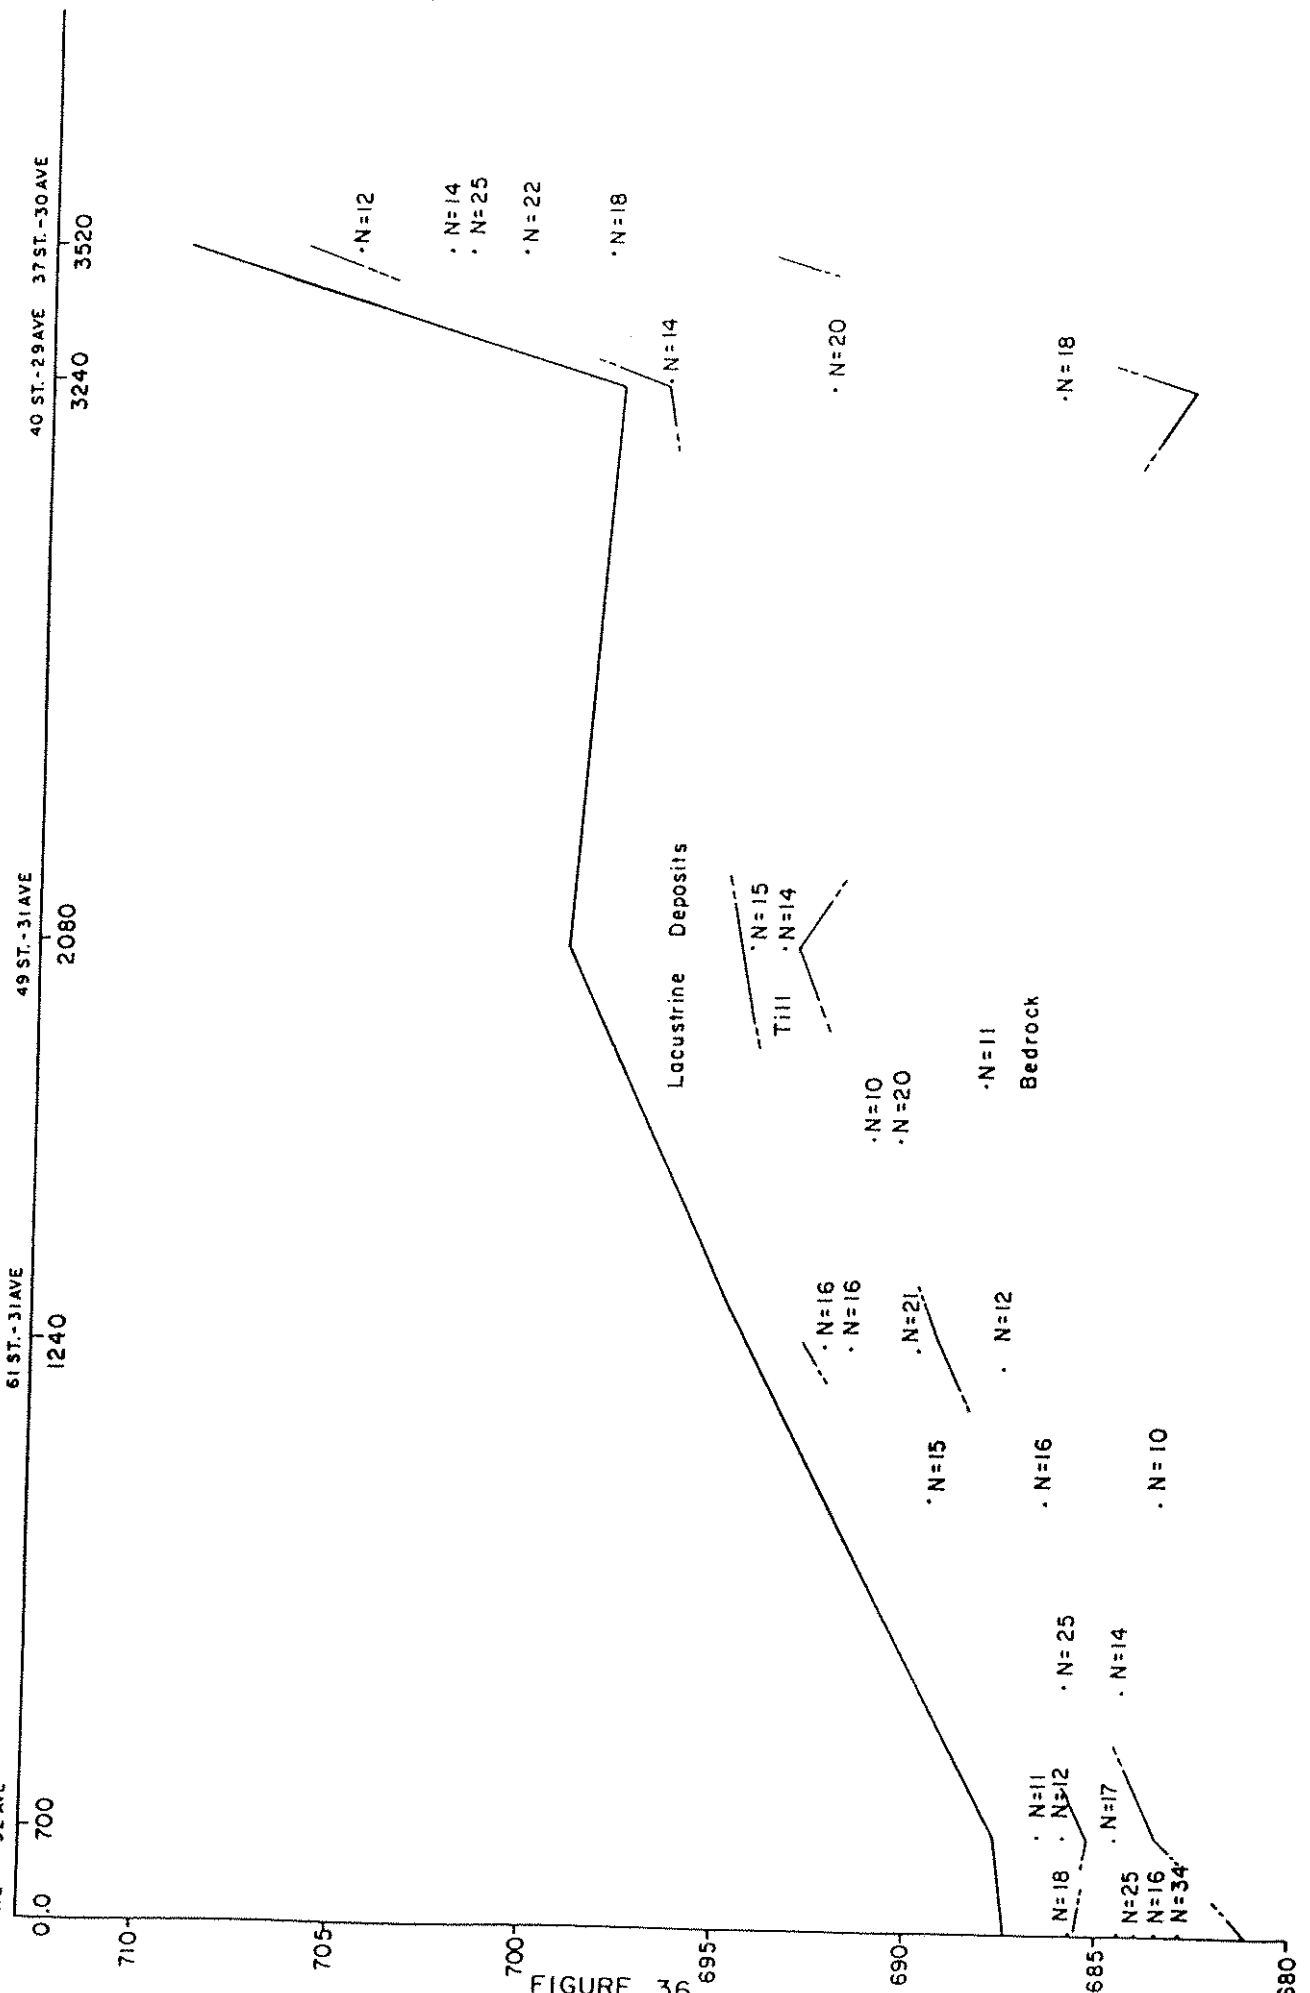 37 ST.-30 AVE
3520
40 ST.-29 AVE
3240
49 ST.-31 AVE
2080
61 ST.-31 AVE
1240
700
0.0
710
705
700
695
690
685
680
N=12
N=14
N=25
N=22
N=18
N=14
N=20
N=18
Lacustrine Deposits
N=15
N=14
Till
N=11
Bedrock
N=10
N=20
N=16
N=16
N=21
N=12
N=15
N=16
N=10
N=25
N=14
N=11
N=12
N=17
N=18
N=25
N=16
N=34
FIGURE 36